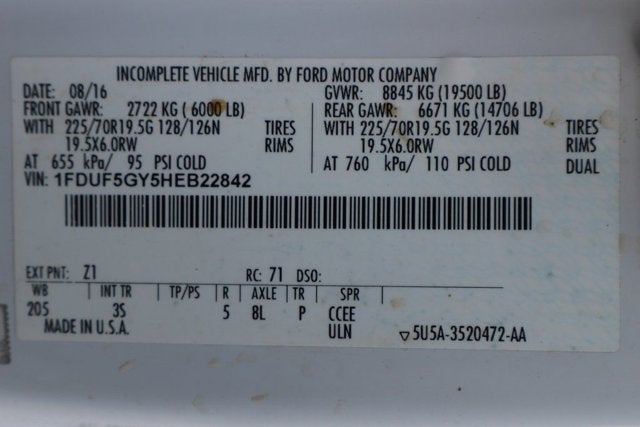 INCOMPLETE VEHICLE MFD. BY FORD MOTOR COMPANY
DATE: 08/16 GVWR: 8845 KG (19500 LB)
FRONT GAWR: 2722 KG ( 6000 LB) REAR GAWR: 6671 KG (14706 LB)
WITH 225/70R19.5G 128/126N TIRES WITH 225/70R19.5G 128/126N TIRES
19.5X6.0RW RIMS 19.5X6.0RW RIMS
AT 655 kPa/ 95 PSI COLD AT 760 kPa/ 110 PSI COLD DUAL
VIN: 1FDUF5GY5HEB22842
EXT PNT: Z1 RC: 71 DSO:
WB INT TR TP/PS R AXLE TR SPR
205 3S 5 8L P CCEE
MADE IN U.S.A. ULN ▽5U5A-3520472-AA